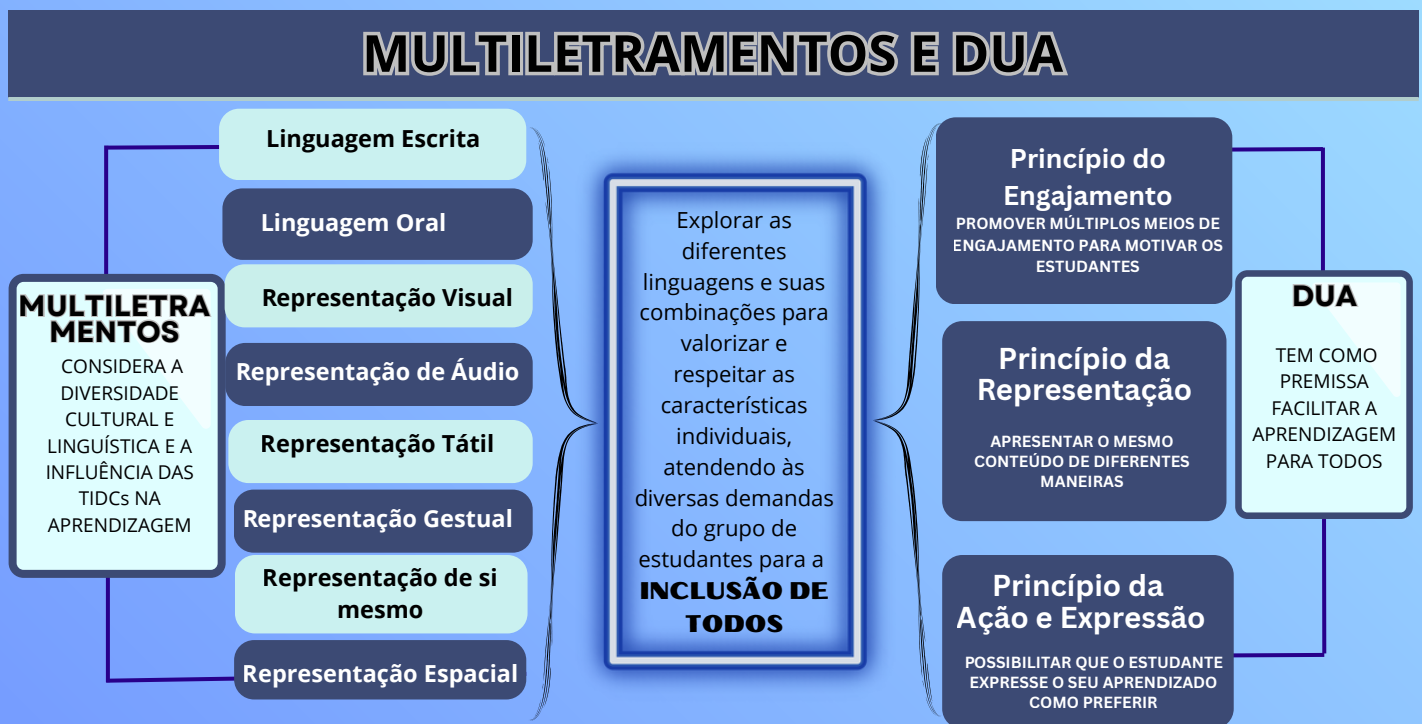 MULTILETRAMENTOS E DUA
MULTILETRA
MENTOS
CONSIDERA A
DIVERSIDADE
CULTURAL E
LINGUÍSTICA E A
INFLUÊNCIA DAS
TIDCs NA
APRENDIZAGEM
Linguagem Escrita
Linguagem Oral
Representação Visual
Representação de Áudio
Representação Tátil
Representação Gestual
Representação de si
mesmo
Representação Espacial
Explorar as
diferentes
linguagens e suas
combinações para
valorizar e
respeitar as
características
individuais,
atendendo às
diversas demandas
do grupo de
estudantes para a
INCLUSÃO DE
TODOS
Princípio do
Engajamento
PROMOVER MÚLTIPLOS MEIOS DE
ENGAJAMENTO PARA MOTIVAR OS
ESTUDANTES
Princípio da
Representação
APRESENTAR O MESMO
CONTEÚDO DE DIFERENTES
MANEIRAS
Princípio da
Ação e Expressão
POSSIBILITAR QUE O ESTUDANTE
EXPRESSE O SEU APRENDIZADO
COMO PREFERIR
DUA
TEM COMO
PREMISSA
FACILITAR A
APRENDIZAGEM
PARA TODOS